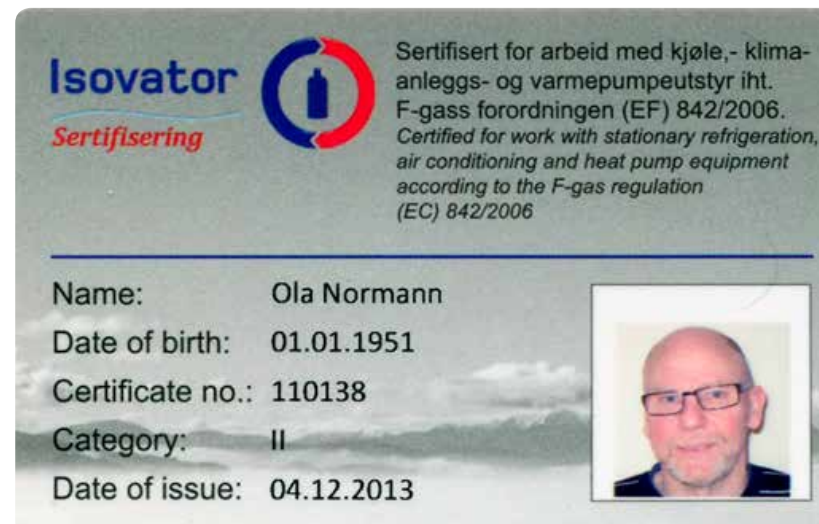 Isovator
Sertifisering
Sertifisert for arbeid med kjøle,- klima-
anleggs- og varmepumpeutstyr iht.
F-gass forordningen (EF) 842/2006.
Certified for work with stationary refrigeration,
air conditioning and heat pump equipment
according to the F-gas regulation
(EC) 842/2006
Name: Ola Normann
Date of birth: 01.01.1951
Certificate no.: 110138
Category: II
Date of issue: 04.12.2013